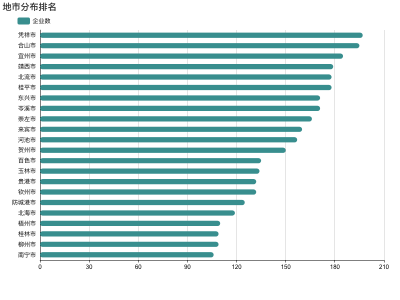 地市分布排名
企业数
凭祥市
合山市
宜州市
靖西市
北流市
桂平市
东兴市
岑溪市
崇左市
来宾市
河池市
贺州市
百色市
玉林市
贵港市
钦州市
防城港市
北海市
梧州市
桂林市
柳州市
南宁市
0 30 60 90 120 150 180 210